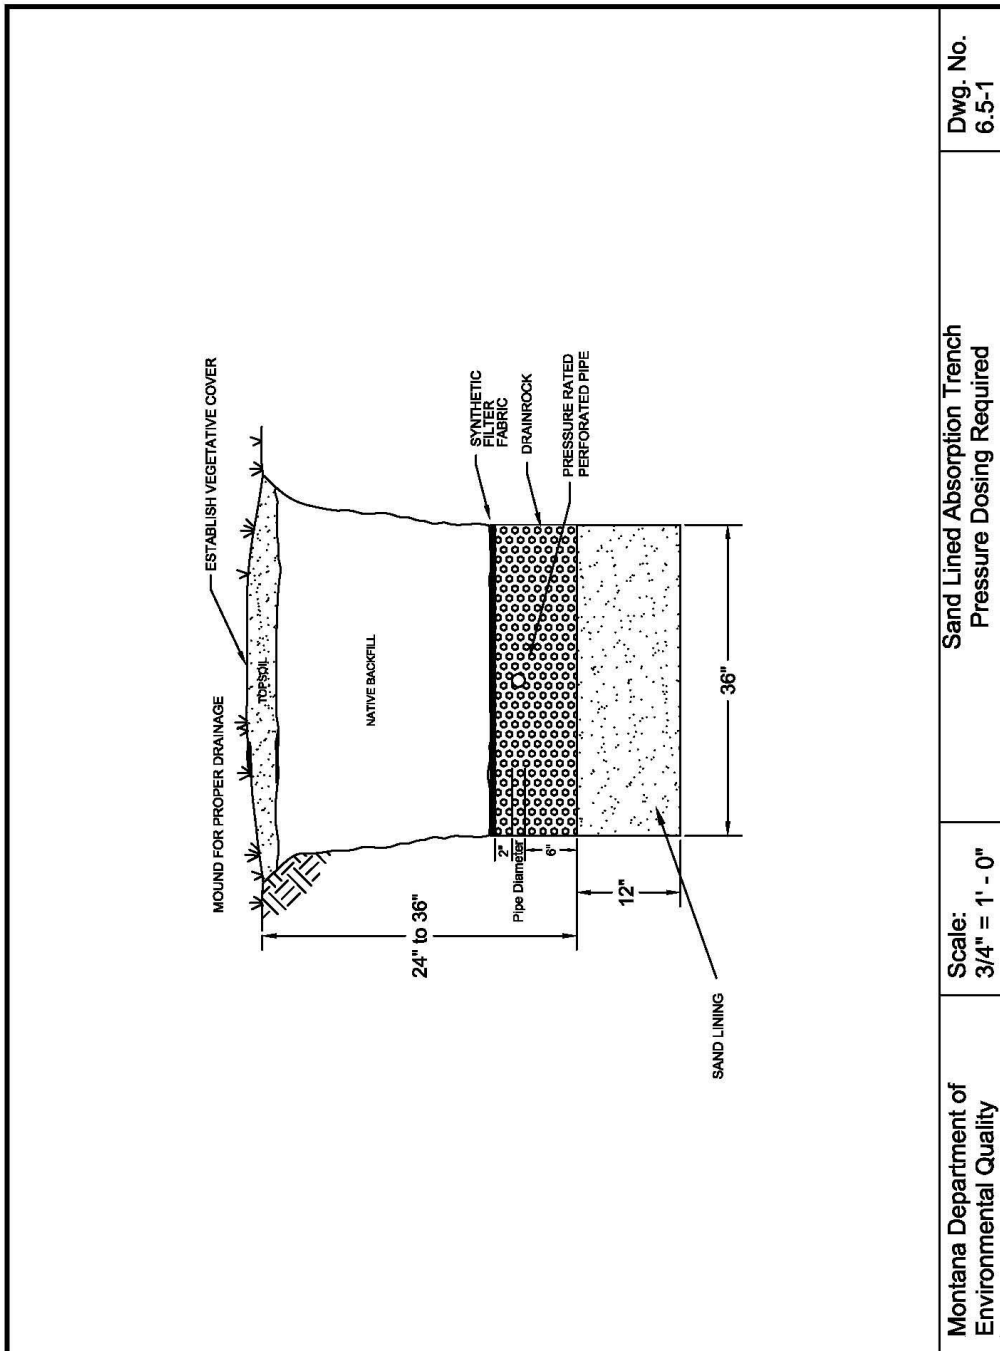 ESTABLISH VEGETATIVE COVER
MOUND FOR PROPER DRAINAGE
TOPSOIL
NATIVE BACKFILL
24" to 36"
SYNTHETIC
FILTER
FABRIC
DRAINROCK
PRESSURE RATED
PERFORATED PIPE
2"
Pipe Diameter
6"
12"
36"
SAND LINING
Montana Department of
Environmental Quality
Scale:
3/4" = 1' - 0"
Sand Lined Absorption Trench
Pressure Dosing Required
Dwg. No.
6.5-1